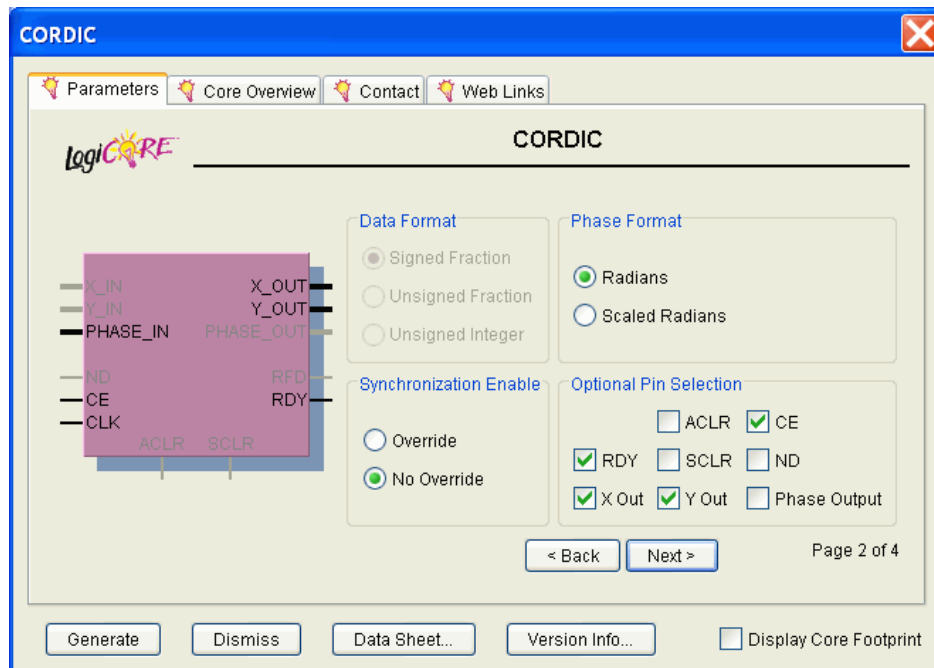 CORDIC
Parameters Core Overview Contact Web Links
LogiCORE
CORDIC
X_IN X_OUT
Y_IN Y_OUT
PHASE_IN PHASE_OUT
ND RFD
CE RDY
CLK
ACLR SCLR
Data Format
Signed Fraction
Unsigned Fraction
Unsigned Integer
Phase Format
Radians
Scaled Radians
Synchronization Enable
Override
No Override
Optional Pin Selection
ACLR CE
RDY SCLR ND
X Out Y Out Phase Output
< Back Next > Page 2 of 4
Generate Dismiss Data Sheet... Version Info... Display Core Footprint